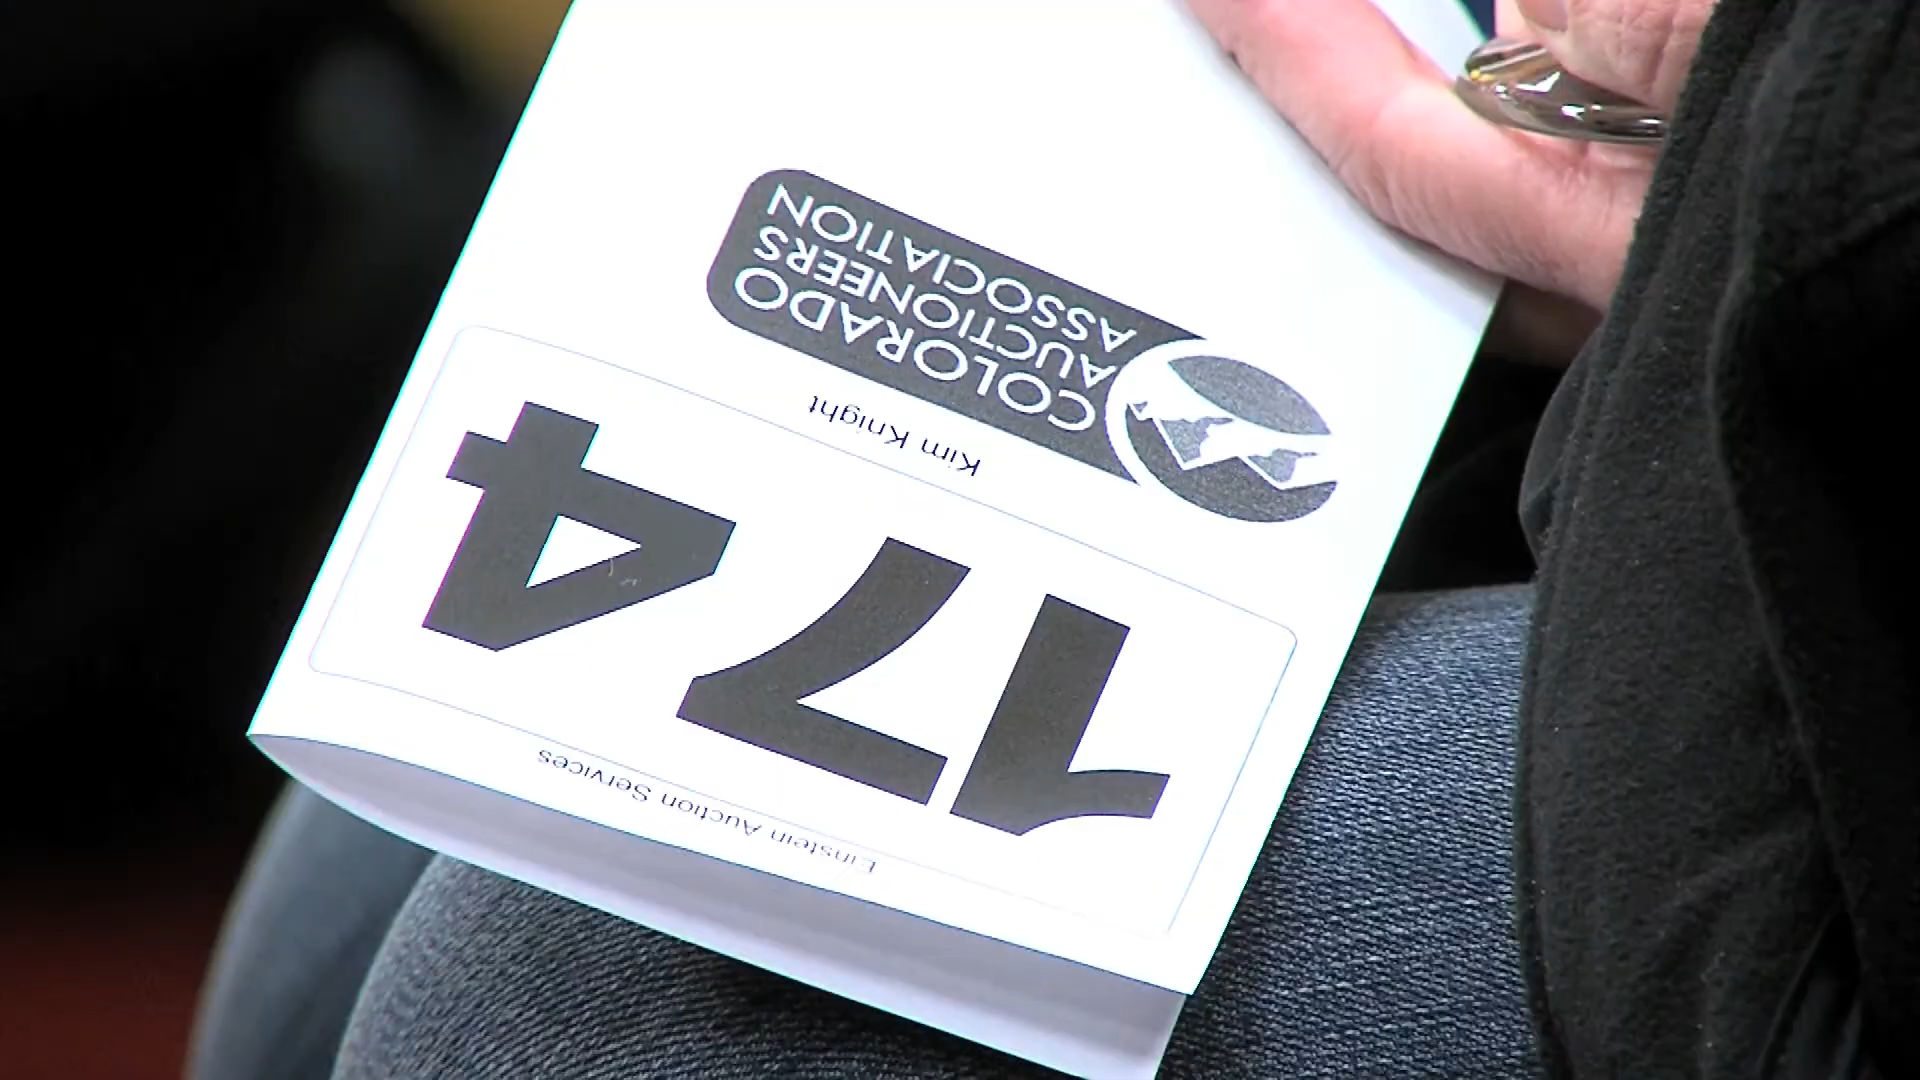 Einstein Auction Services
174
Kim Knight
COLORADO
AUCTIONEERS
ASSOCIATION